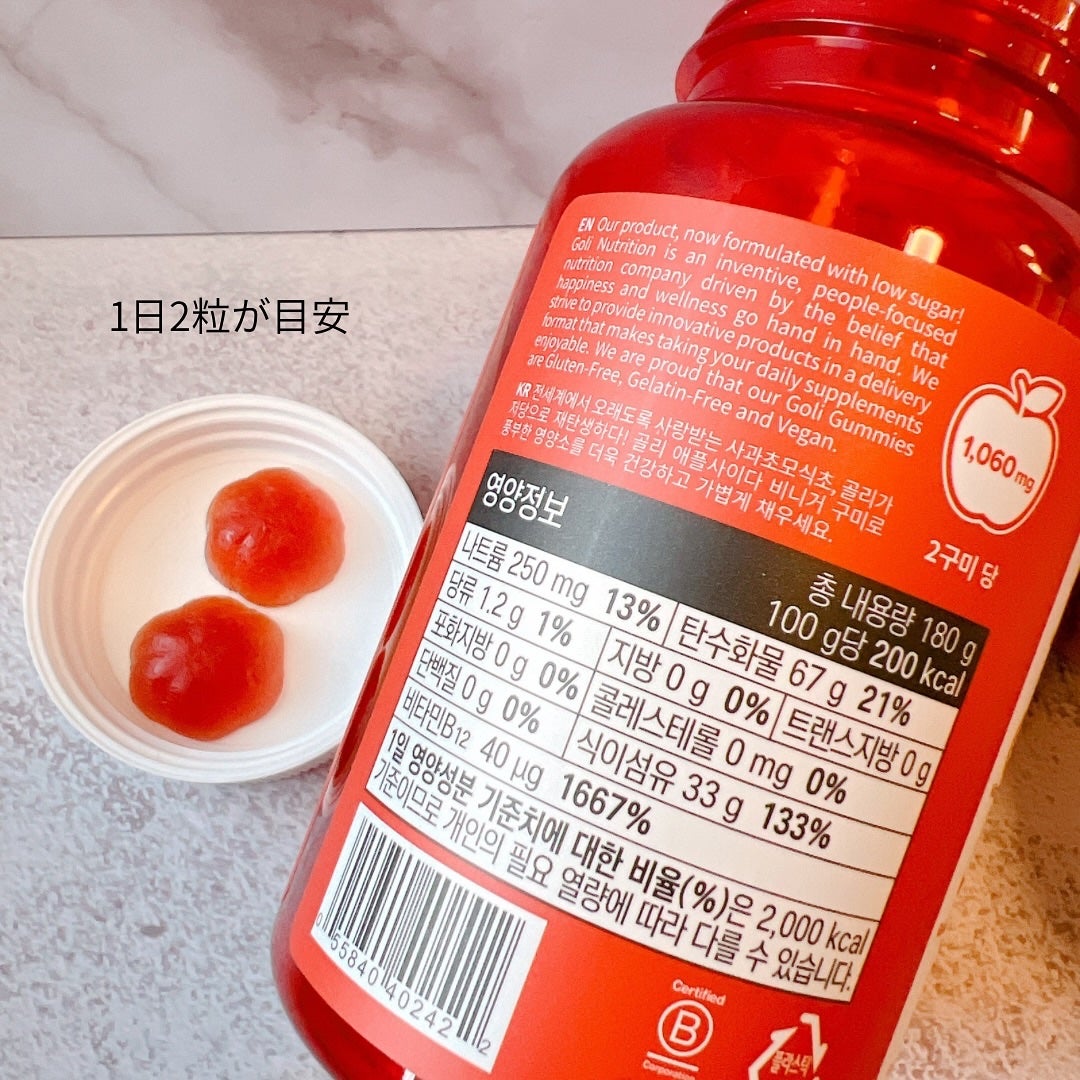 1日2粒が目安
EN Our product, now formulated with low sugar!
Goli Nutrition is an inventive, people-focused
nutrition company driven by the belief that
happiness and wellness go hand in hand. We
strive to provide innovative products in a delivery
format that makes taking your daily supplements
enjoyable. We are proud that our Goli Gummies
are Gluten-Free, Gelatin-Free and Vegan.
KR 전세계에서 오래도록 사랑받는 사과초모식초, 골리가
저당으로 재탄생하다! 골리 애플사이다 비니거 구미로
풍부한 영양소를 더욱 건강하고 가볍게 채우세요.
1,060mg
2구미 당
영양정보
총 내용량 180 g
100 g당 200 kcal
나트륨 250 mg 13% 탄수화물 67 g 21%
당류 1.2 g 1% 지방 0 g 0% 트랜스지방 0 g
포화지방 0 g 0% 콜레스테롤 0 mg 0%
단백질 0 g 0% 식이섬유 33 g 133%
비타민B12 40 µg 1667%
1일 영양성분 기준치에 대한 비율(%)은 2,000 kcal
기준이므로 개인의 필요 열량에 따라 다를 수 있습니다.
0 55840 40242 2
Certified
B
Corporation
플라스틱